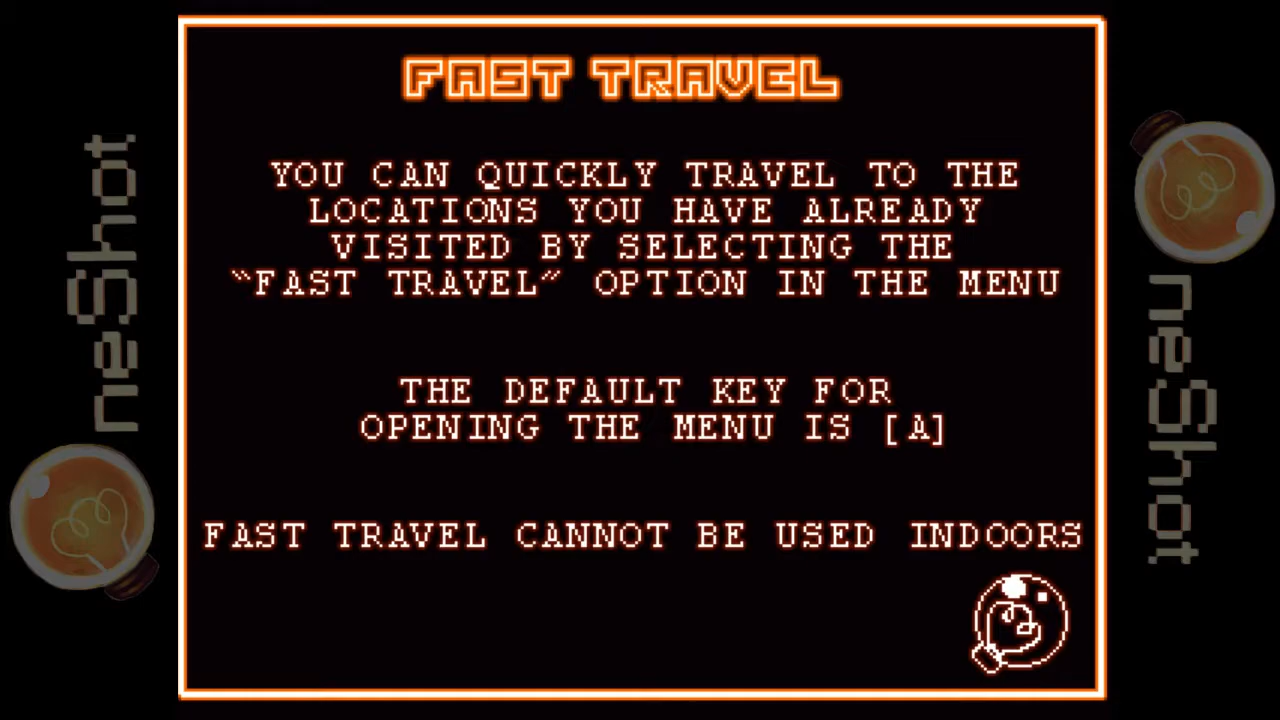 FAST TRAVEL
YOU CAN QUICKLY TRAVEL TO THE
LOCATIONS YOU HAVE ALREADY
VISITED BY SELECTING THE
“FAST TRAVEL” OPTION IN THE MENU
THE DEFAULT KEY FOR
OPENING THE MENU IS [A]
FAST TRAVEL CANNOT BE USED INDOORS
OneShot
OneShot